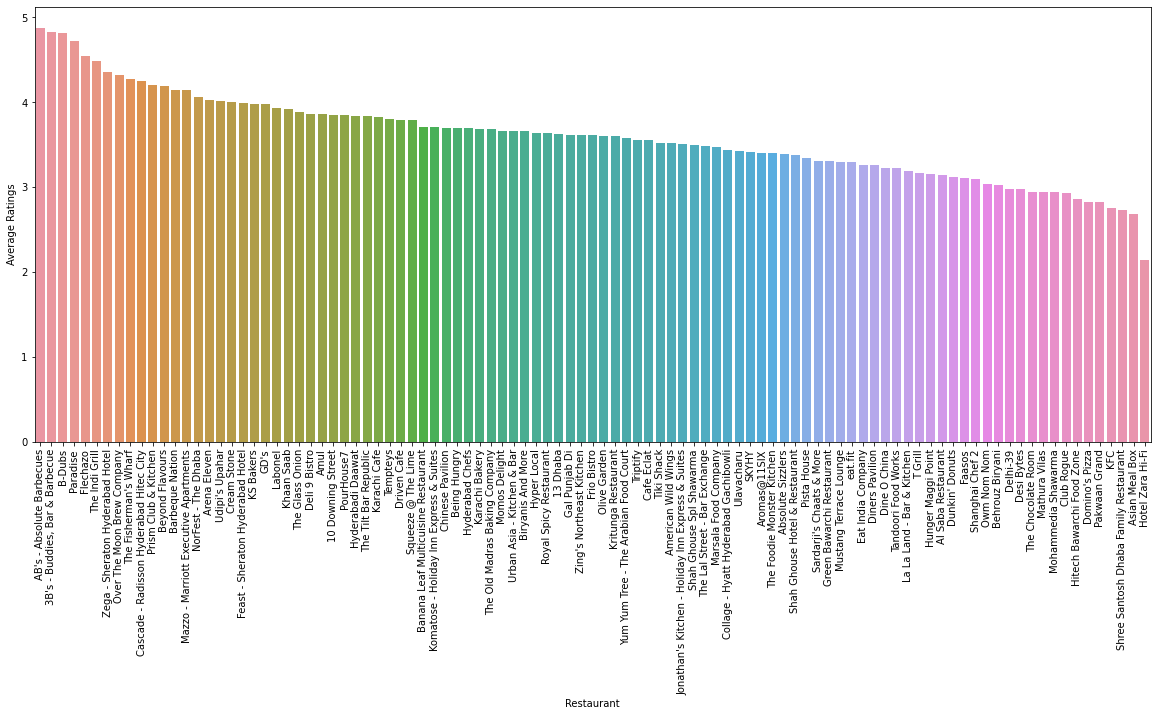 5
4
3
2
1
0
Average Ratings
AB's - Absolute Barbecues
3B's - Buddies, Bar & Barbecue
B-Dubs
Paradise
Flechazo
The Indi Grill
Zega - Sheraton Hyderabad Hotel
Over The Moon Brew Company
The Fisherman's Wharf
Cascade - Radisson Hyderabad Hitec City
Prism Club & Kitchen
Beyond Flavours
Barbeque Nation
Mazzo - Marriott Executive Apartments
NorFest - The Dhaba
Arena Eleven
Udipi's Upahar
Cream Stone
Feast - Sheraton Hyderabad Hotel
KS Bakers
GD's
Labonel
Khaan Saab
The Glass Onion
Deli 9 Bistro
Amul
10 Downing Street
PourHouse7
Hyderabadi Daawat
The Tilt Bar Republic
Karachi Cafe
Tempteys
Driven Cafe
Squeeze @ The Lime
Banana Leaf Multicuisine Restaurant
Komatose - Holiday Inn Express & Suites
Chinese Pavilion
Being Hungry
Hyderabad Chefs
Karachi Bakery
The Old Madras Baking Company
Momos Delight
Urban Asia - Kitchen & Bar
Biryanis And More
Hyper Local
Royal Spicy Restaurant
13 Dhaba
Gal Punjab Di
Zing's Northeast Kitchen
Frio Bistro
Olive Garden
Kritunga Restaurant
Yum Yum Tree - The Arabian Food Court
Triptify
Cafe Eclat
Tiki Shack
American Wild Wings
Jonathan's Kitchen - Holiday Inn Express & Suites
Shah Ghouse Spl Shawarma
The Lal Street - Bar Exchange
Marsala Food Company
Collage - Hyatt Hyderabad Gachibowli
Ulavacharu
SKYHY
Aromas@11SIX
The Foodie Monster Kitchen
Absolute Sizzlers
Shah Ghouse Hotel & Restaurant
Pista House
Sardarji's Chaats & More
Green Bawarchi Restaurant
Mustang Terrace Lounge
eat.fit
Eat India Company
Diners Pavilion
Dine O China
Tandoori Food Works
La La Land - Bar & Kitchen
T Grill
Hunger Maggi Point
Al Saba Restaurant
Dunkin' Donuts
Faasos
Shanghai Chef 2
Owm Nom Nom
Behrouz Biryani
Delhi-39
Desi Bytes
The Chocolate Room
Mathura Vilas
Mohammedia Shawarma
Club Rogue
Hitech Bawarchi Food Zone
Domino's Pizza
Pakwaan Grand
KFC
Shree Santosh Dhaba Family Restaurant
Asian Meal Box
Hotel Zara Hi-Fi
Restaurant